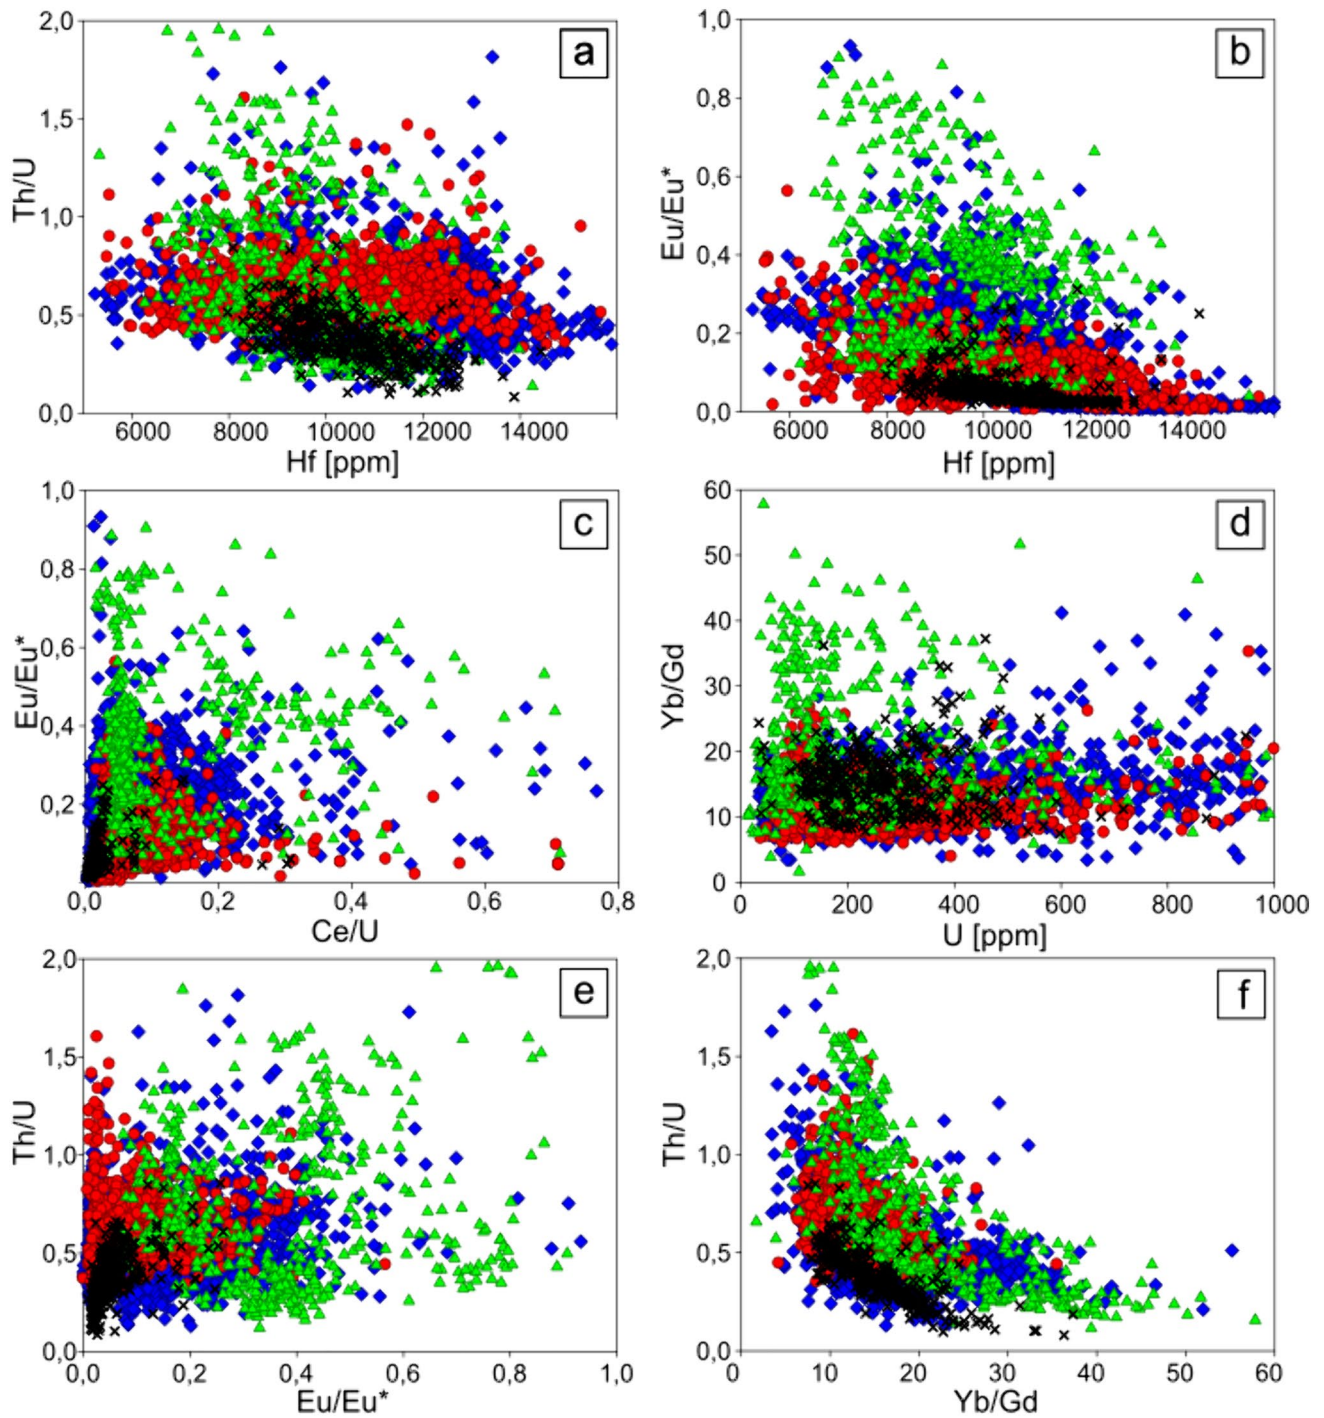 2,0
a
1,5
Th/U
1,0
0,5
0,0
6000 8000 10000 12000 14000
Hf [ppm]
1,0
b
0,8
Eu/Eu*
0,6
0,4
0,2
0,0
6000 8000 10000 12000 14000
Hf [ppm]
1,0
c
0,8
Eu/Eu*
0,6
0,4
0,2
0,0 0,2 0,4 0,6 0,8
Ce/U
60
d
50
Yb/Gd
40
30
20
10
0
0 200 400 600 800 1000
U [ppm]
2,0
e
1,5
Th/U
1,0
0,5
0,0
0,0 0,2 0,4 0,6 0,8 1,0
Eu/Eu*
2,0
f
1,5
Th/U
1,0
0,5
0,0
0 10 20 30 40 50 60
Yb/Gd